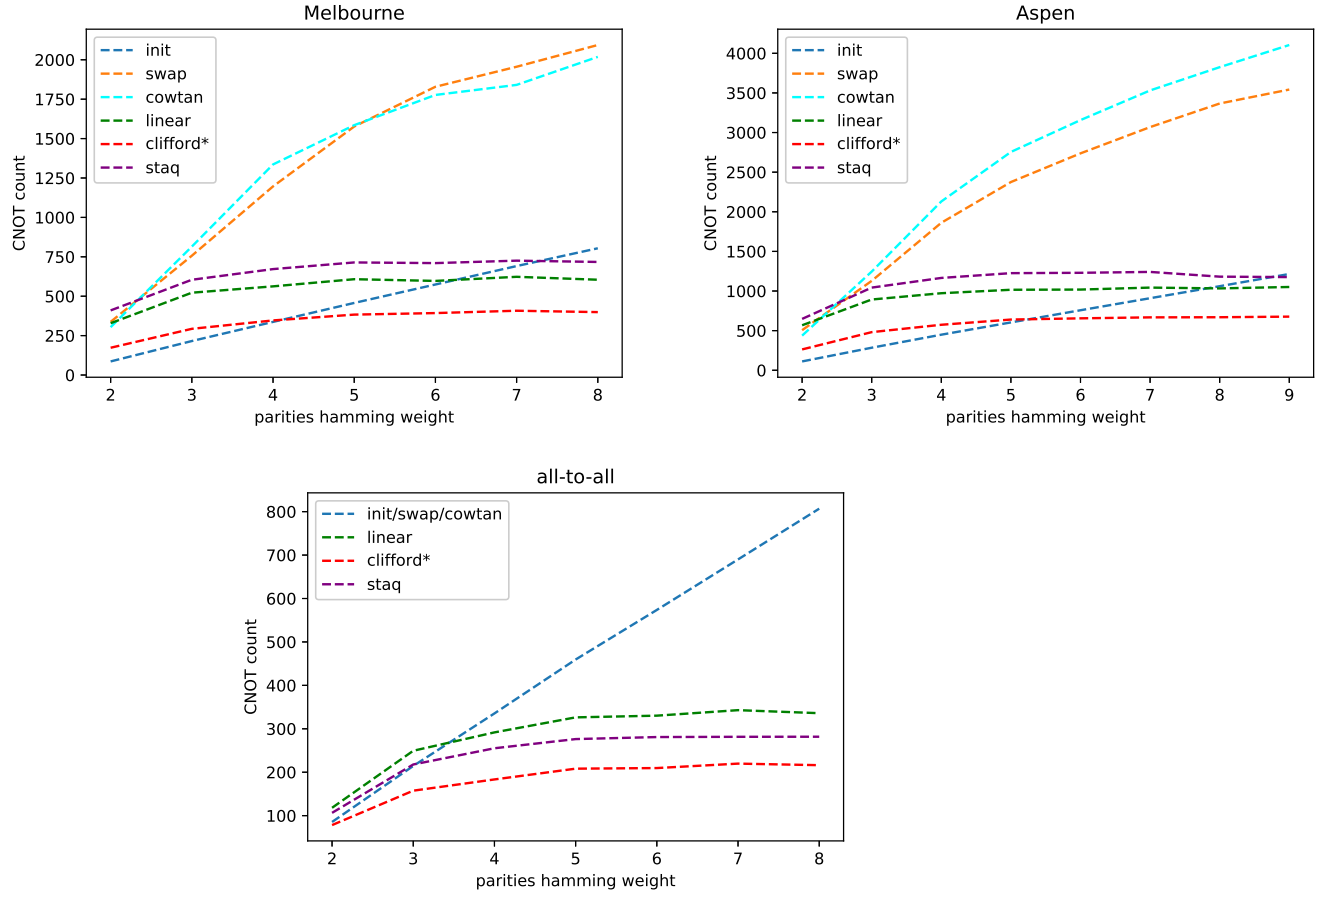 Melbourne
init
swap
cowtan
linear
clifford*
staq
2000
1750
1500
1250
1000
750
500
250
0
CNOT count
2 3 4 5 6 7 8
parities hamming weight
Aspen
init
swap
cowtan
linear
clifford*
staq
4000
3500
3000
2500
2000
1500
1000
500
0
CNOT count
2 3 4 5 6 7 8 9
parities hamming weight
all-to-all
init/swap/cowtan
linear
clifford*
staq
800
700
600
500
400
300
200
100
CNOT count
2 3 4 5 6 7 8
parities hamming weight